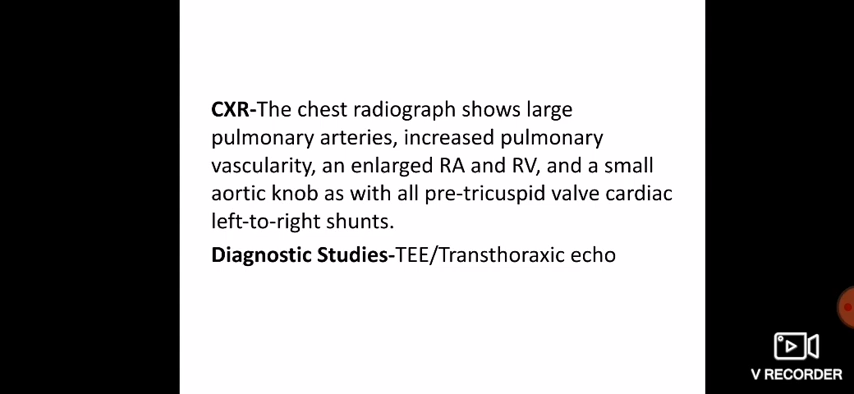 CXR-The chest radiograph shows large
pulmonary arteries, increased pulmonary
vascularity, an enlarged RA and RV, and a small
aortic knob as with all pre-tricuspid valve cardiac
left-to-right shunts.
Diagnostic Studies-TEE/Transthoraxic echo
V RECORDER